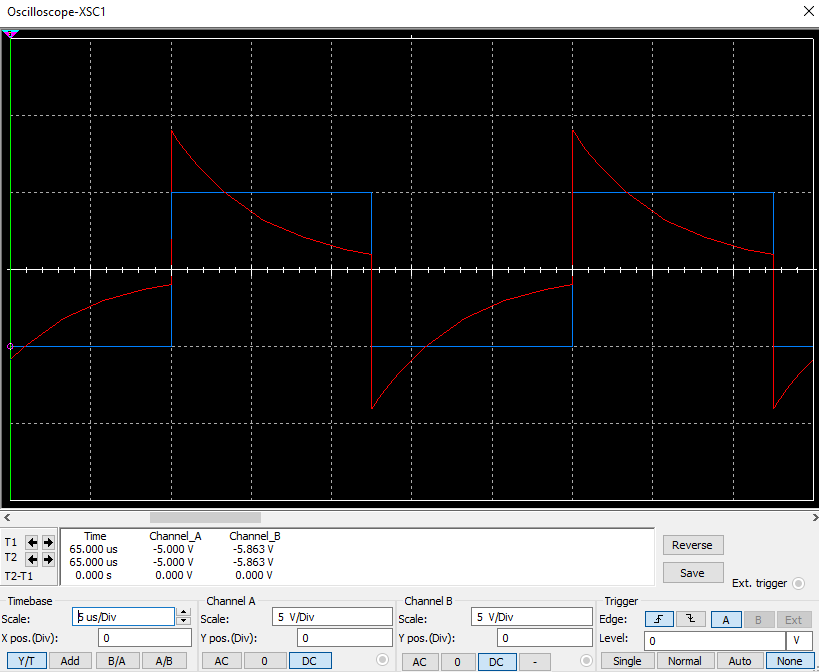 Oscilloscope-XSC1
Time Channel_A Channel_B
T1 65.000 us -5.000 V -5.863 V
T2 65.000 us -5.000 V -5.863 V
T2-T1 0.000 s 0.000 V 0.000 V
Reverse
Save
Ext. trigger
Timebase
Scale: 5 us/Div
X pos.(Div): 0
Y/T Add B/A A/B
Channel A
Scale: 5 V/Div
Y pos.(Div): 0
AC 0 DC
Channel B
Scale: 5 V/Div
Y pos.(Div): 0
AC 0 DC -
Trigger
Edge: A B Ext
Level: 0 V
Single Normal Auto None